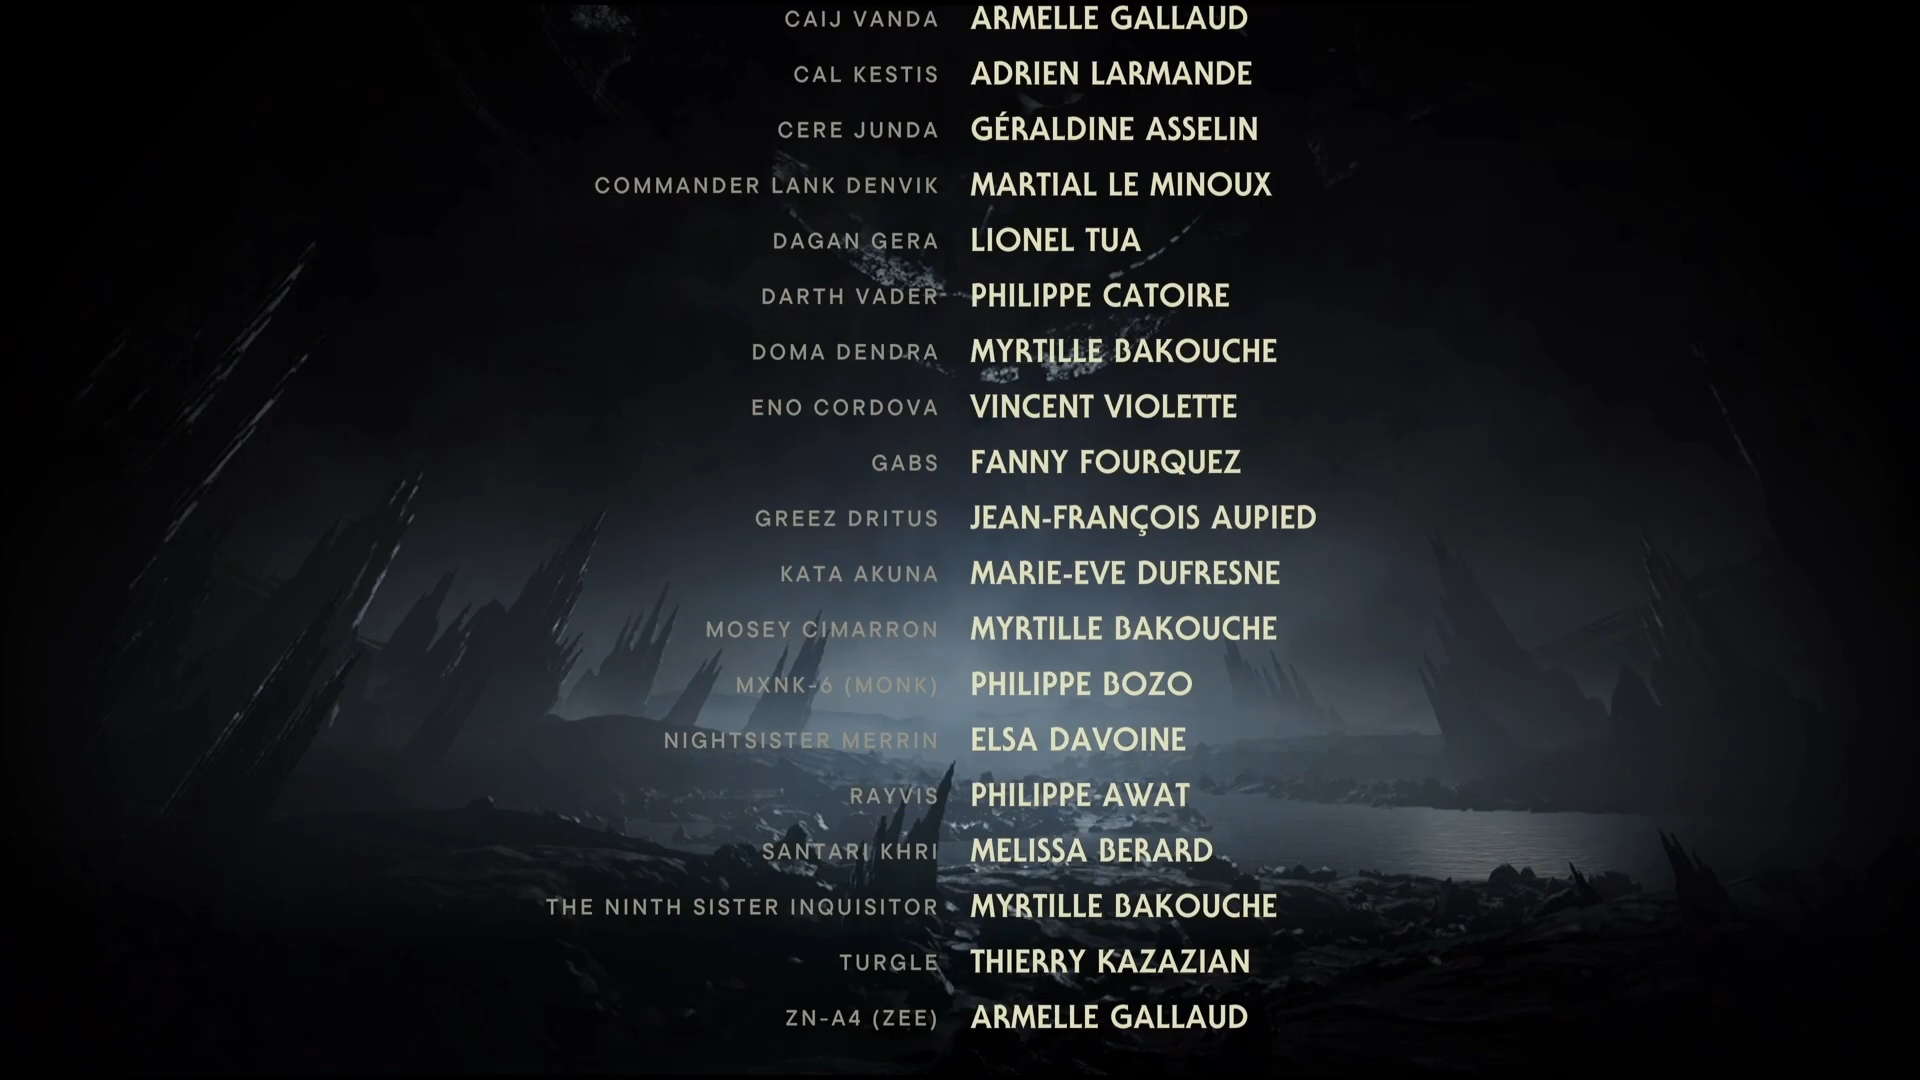 CAIJ VANDA ARMELLE GALLAUD
CAL KESTIS ADRIEN LARMANDE
CERE JUNDA GÉRALDINE ASSELIN
COMMANDER LANK DENVIK MARTIAL LE MINOUX
DAGAN GERA LIONEL TUA
DARTH VADER PHILIPPE CATOIRE
DOMA DENDRA MYRTILLE BAKOUCHE
ENO CORDOVA VINCENT VIOLETTE
GABS FANNY FOURQUEZ
GREEZ DRITUS JEAN-FRANÇOIS AUPIED
KATA AKUNA MARIE-EVE DUFRESNE
MOSEY CIMARRON MYRTILLE BAKOUCHE
MXNK-6 (MONK) PHILIPPE BOZO
NIGHTSISTER MERRIN ELSA DAVOINE
RAYVIS PHILIPPE AWAT
SANTARI KHRI MELISSA BERARD
THE NINTH SISTER INQUISITOR MYRTILLE BAKOUCHE
TURGLE THIERRY KAZAZIAN
ZN-A4 (ZEE) ARMELLE GALLAUD